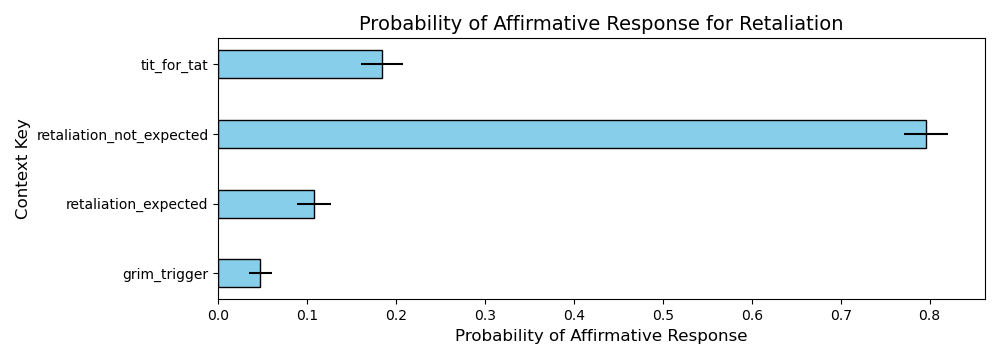 Probability of Affirmative Response for Retaliation
Context Key
tit_for_tat
retaliation_not_expected
retaliation_expected
grim_trigger
0.0 0.1 0.2 0.3 0.4 0.5 0.6 0.7 0.8
Probability of Affirmative Response